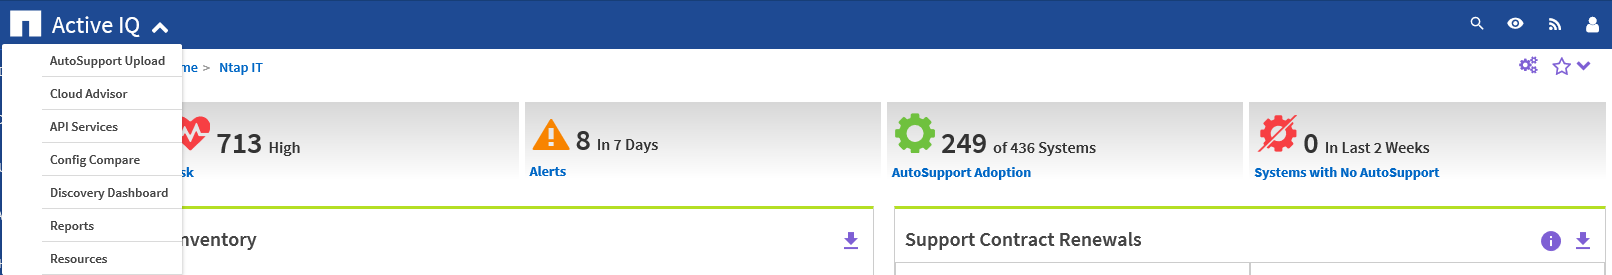 Active IQ
AutoSupport Upload
Cloud Advisor
API Services
Config Compare
Discovery Dashboard
Reports
Resources
me > Ntap IT
713 High
sk
8 In 7 Days
Alerts
249 of 436 Systems
AutoSupport Adoption
0 In Last 2 Weeks
Systems with No AutoSupport
nventory
Support Contract Renewals